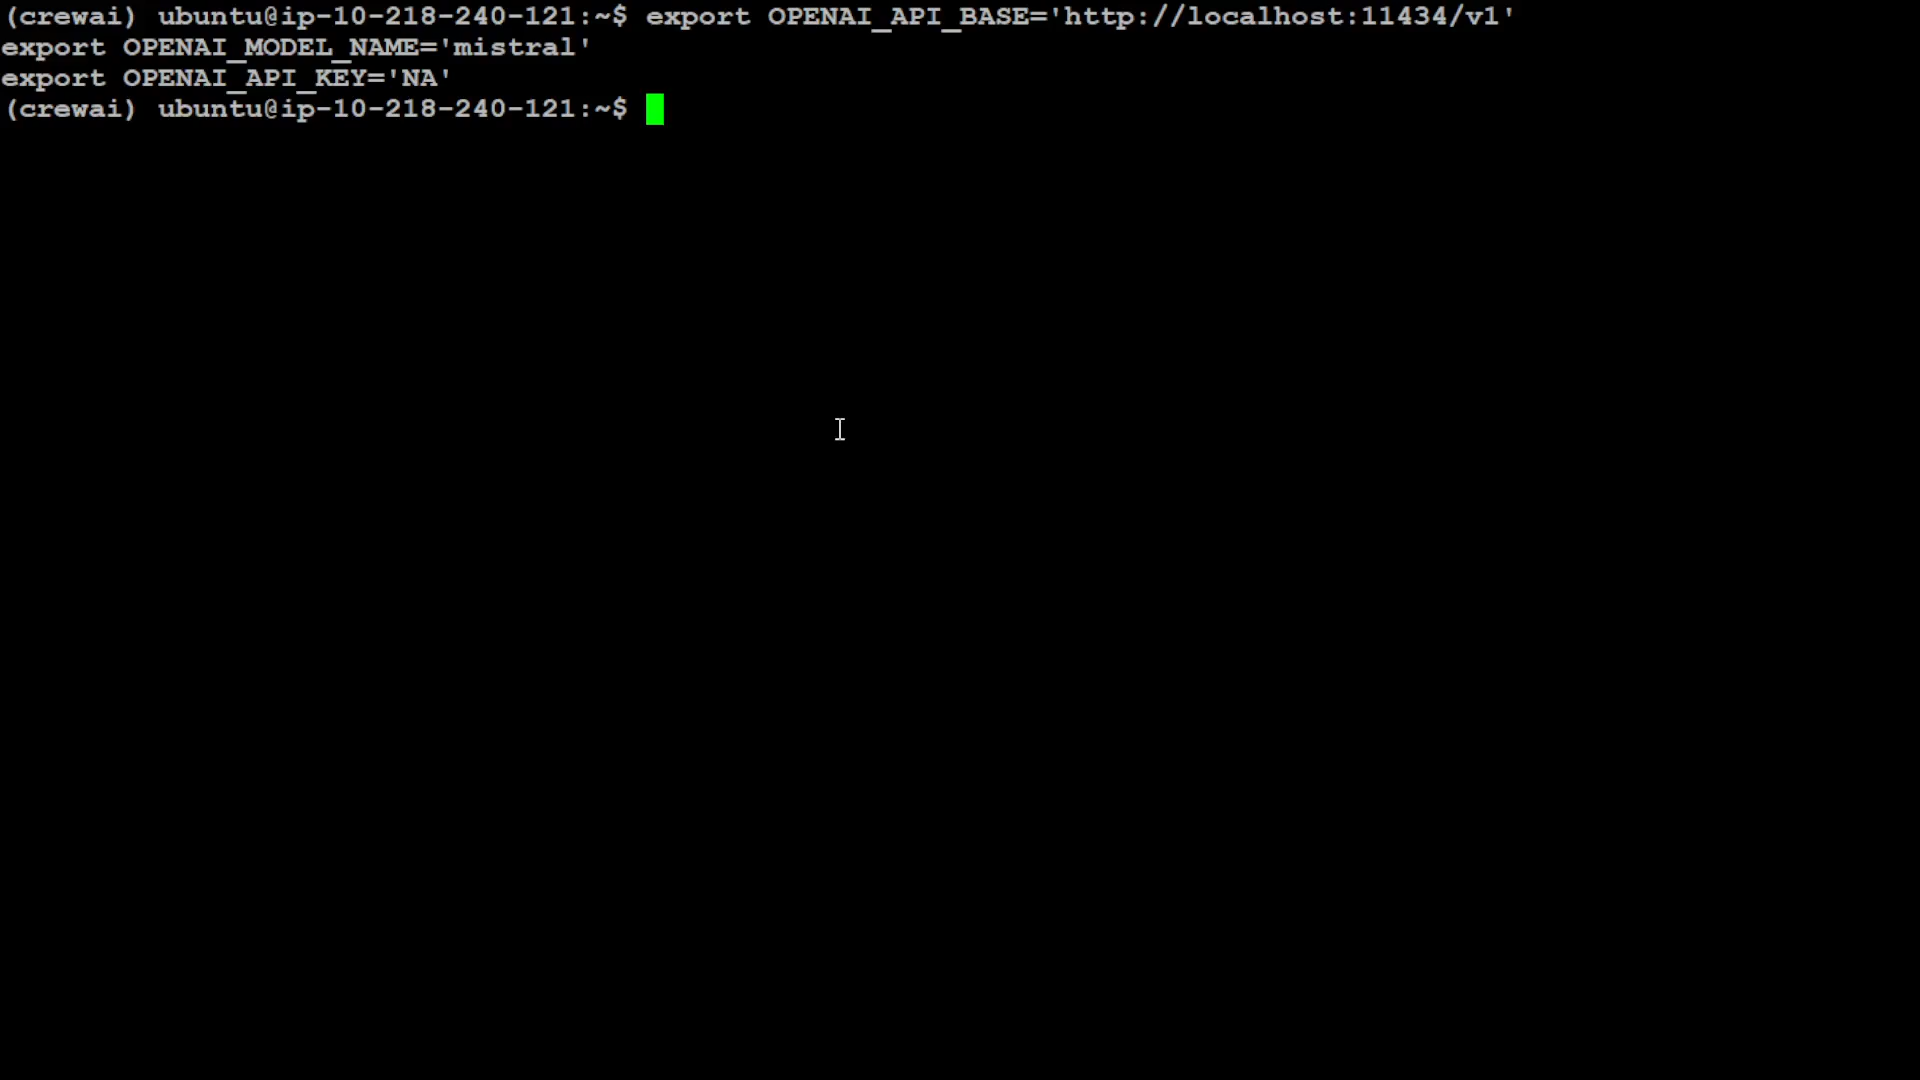 (crewai) ubuntu@ip-10-218-240-121:~$ export OPENAI_API_BASE='http://localhost:11434/v1'
export OPENAI_MODEL_NAME='mistral'
export OPENAI_API_KEY='NA'
(crewai) ubuntu@ip-10-218-240-121:~$